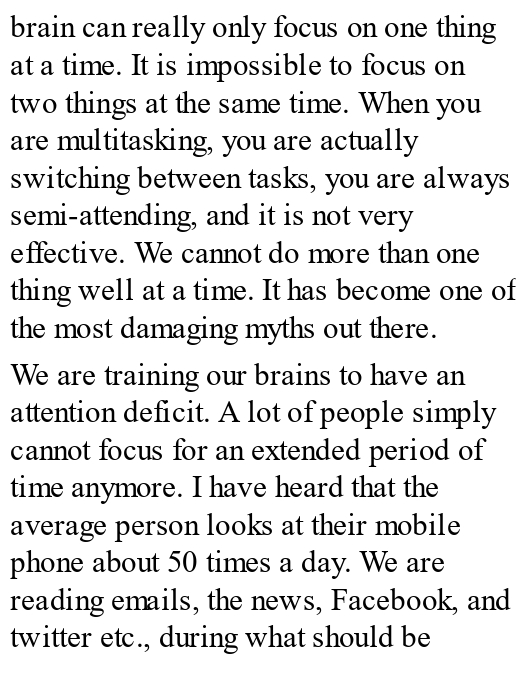 brain can really only focus on one thing
at a time. It is impossible to focus on
two things at the same time. When you
are multitasking, you are actually
switching between tasks, you are always
semi-attending, and it is not very
effective. We cannot do more than one
thing well at a time. It has become one of
the most damaging myths out there.
We are training our brains to have an
attention deficit. A lot of people simply
cannot focus for an extended period of
time anymore. I have heard that the
average person looks at their mobile
phone about 50 times a day. We are
reading emails, the news, Facebook, and
twitter etc., during what should be